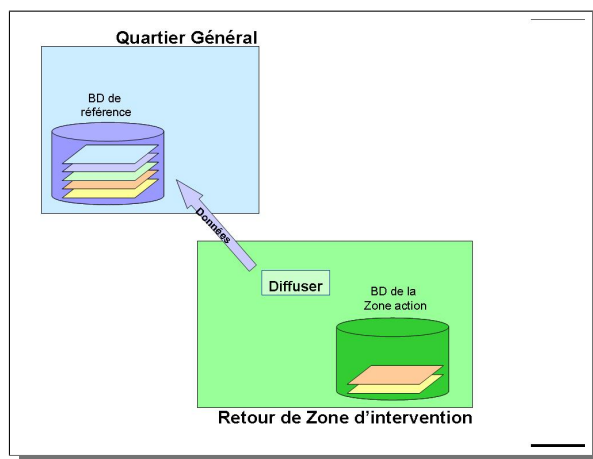 Quartier Général
BD de
référence
Données
Diffuser
BD de la
Zone action
Retour de Zone d'intervention